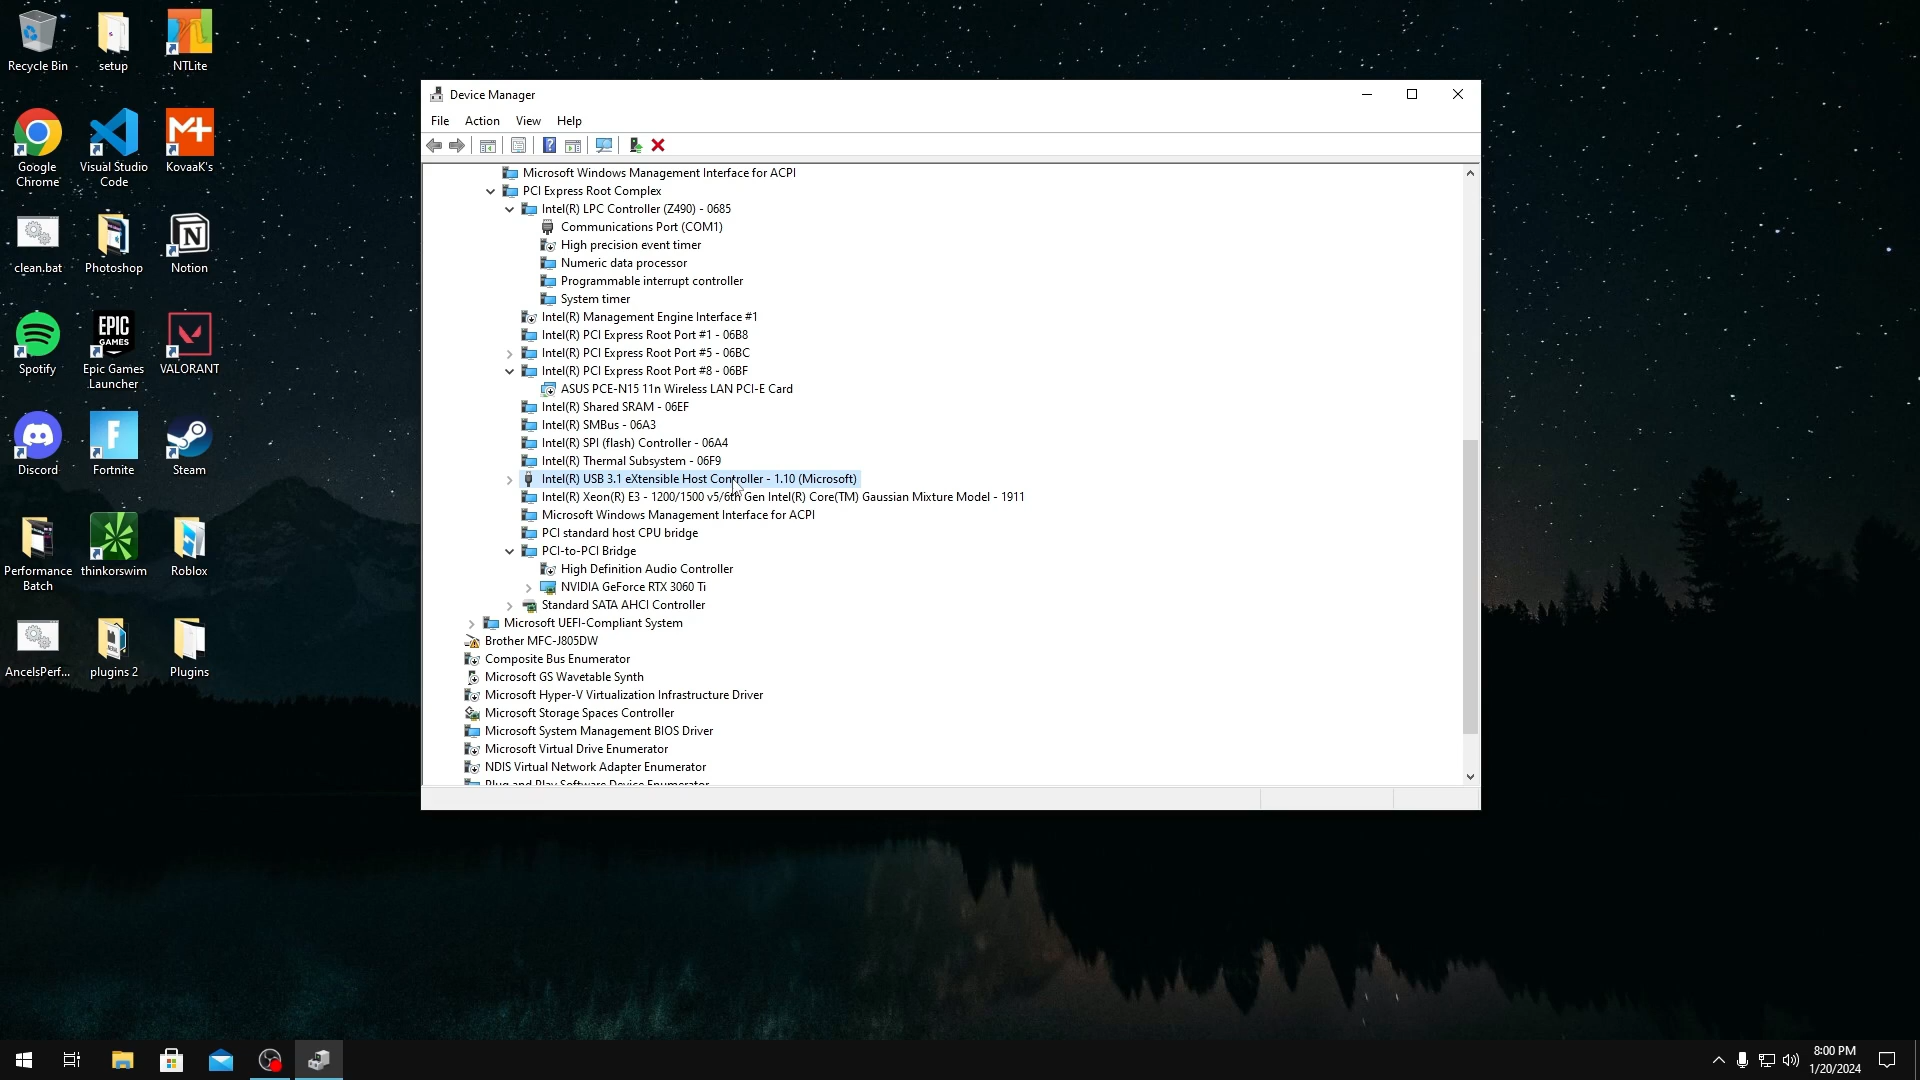 Recycle Bin
setup
NTLite
Google
Chrome
Visual Studio
Code
KovaaK's
clean.bat
Photoshop
Notion
Spotify
EPIC
GAMES
Epic Games
Launcher
VALORANT
Discord
Fortnite
Steam
Performance
Batch
thinkorswim
Roblox
AncelsPerf...
plugins 2
Plugins
Device Manager
File
Action
View
Help
Microsoft Windows Management Interface for ACPI
PCI Express Root Complex
Intel(R) LPC Controller (Z490) - 0685
Communications Port (COM1)
High precision event timer
Numeric data processor
Programmable interrupt controller
System timer
Intel(R) Management Engine Interface #1
Intel(R) PCI Express Root Port #1 - 06B8
Intel(R) PCI Express Root Port #5 - 06BC
Intel(R) PCI Express Root Port #8 - 06BF
ASUS PCE-N15 11n Wireless LAN PCI-E Card
Intel(R) Shared SRAM - 06EF
Intel(R) SMBus - 06A3
Intel(R) SPI (flash) Controller - 06A4
Intel(R) Thermal Subsystem - 06F9
Intel(R) USB 3.1 eXtensible Host Controller - 1.10 (Microsoft)
Intel(R) Xeon(R) E3 - 1200/1500 v5/6th Gen Intel(R) Core(TM) Gaussian Mixture Model - 1911
Microsoft Windows Management Interface for ACPI
PCI standard host CPU bridge
PCI-to-PCI Bridge
High Definition Audio Controller
NVIDIA GeForce RTX 3060 Ti
Standard SATA AHCI Controller
Microsoft UEFI-Compliant System
Brother MFC-J805DW
Composite Bus Enumerator
Microsoft GS Wavetable Synth
Microsoft Hyper-V Virtualization Infrastructure Driver
Microsoft Storage Spaces Controller
Microsoft System Management BIOS Driver
Microsoft Virtual Drive Enumerator
NDIS Virtual Network Adapter Enumerator
Plug and Play Software Device Enumerator
8:00 PM
1/20/2024